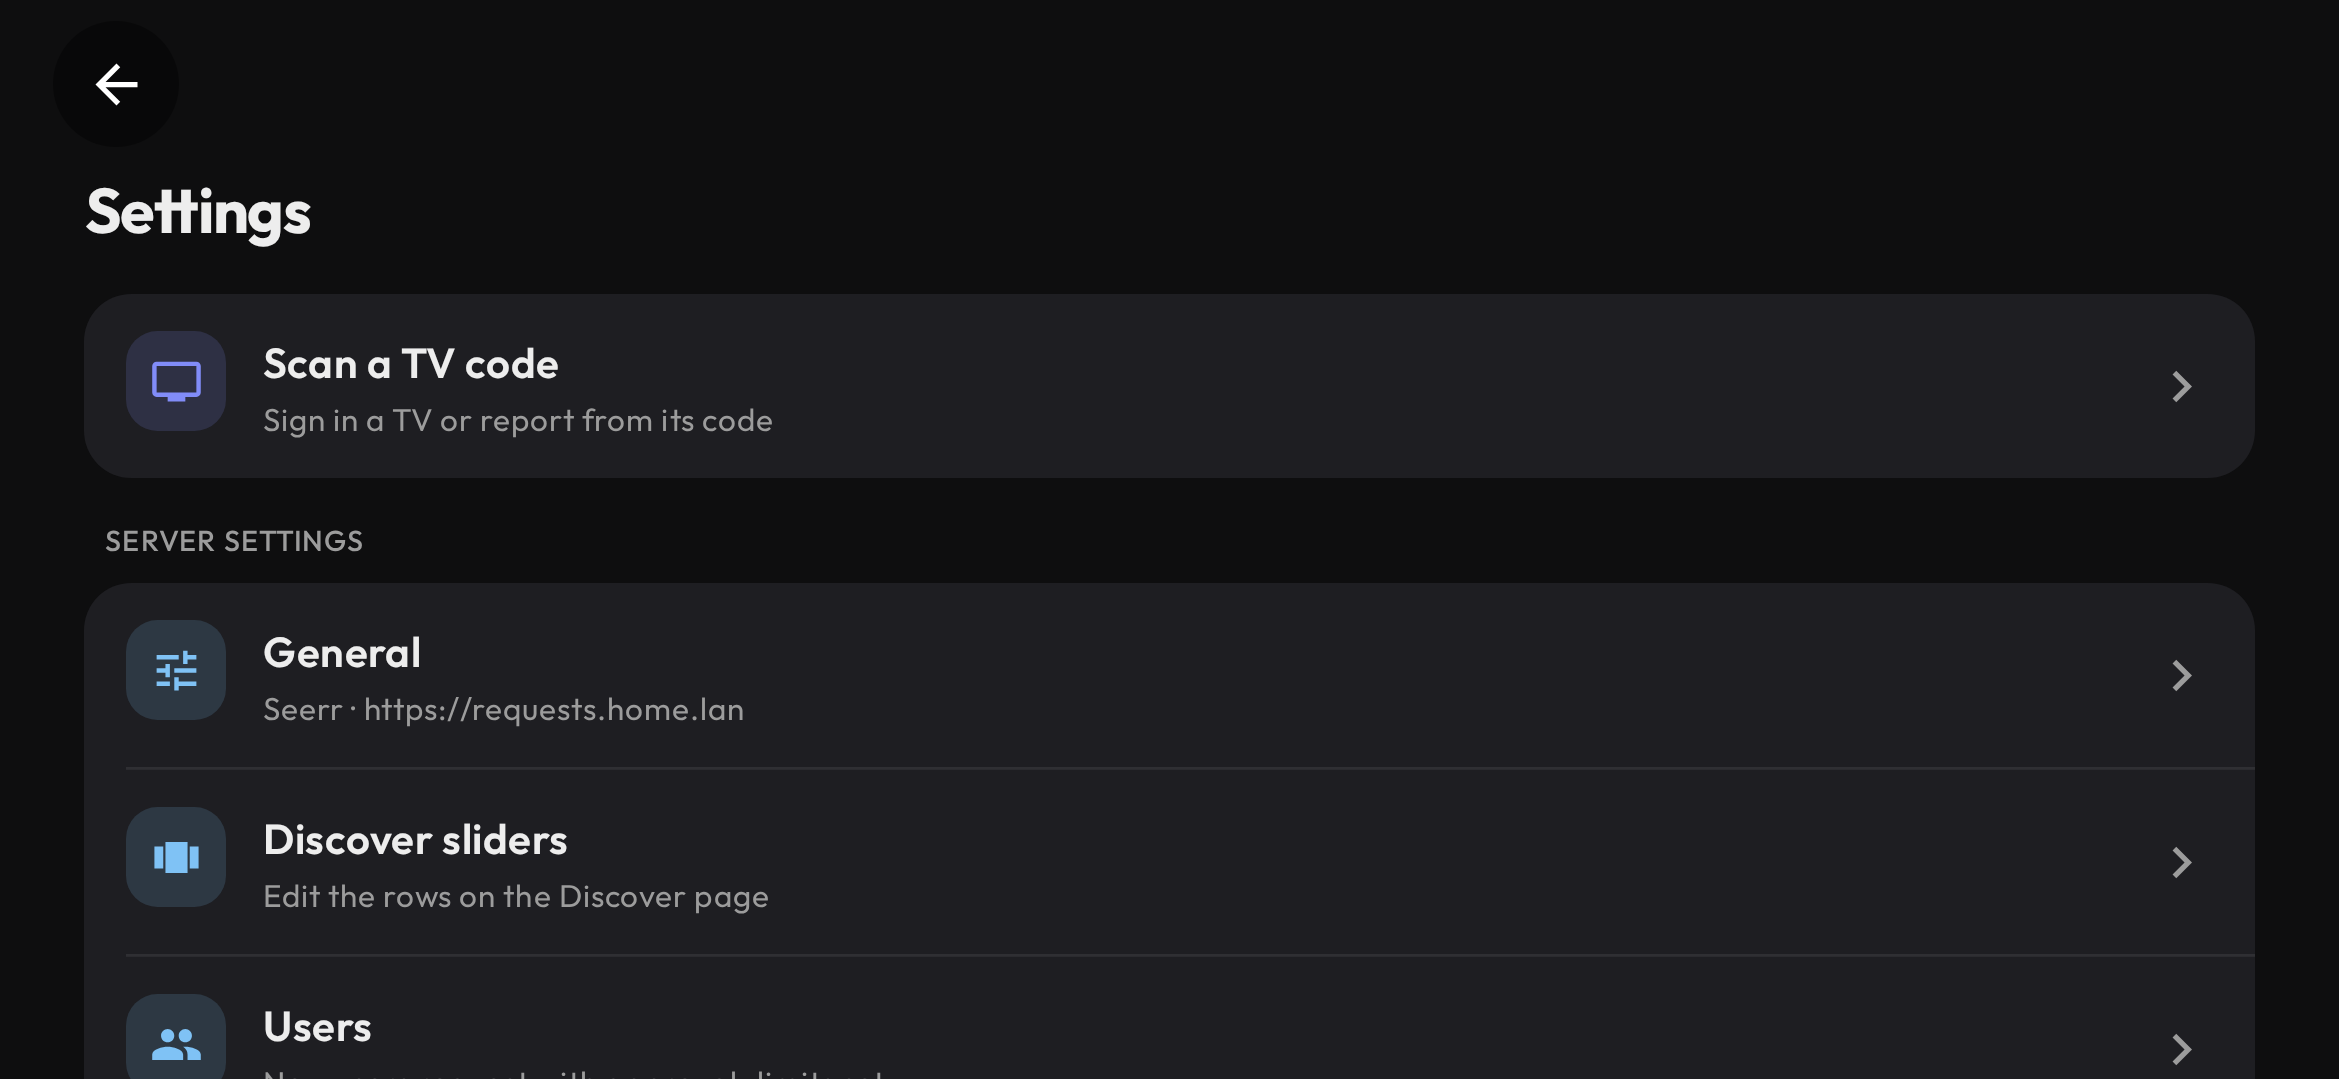 Settings
Scan a TV code
Sign in a TV or report from its code
SERVER SETTINGS
General
Seerr · https://requests.home.lan
Discover sliders
Edit the rows on the Discover page
Users